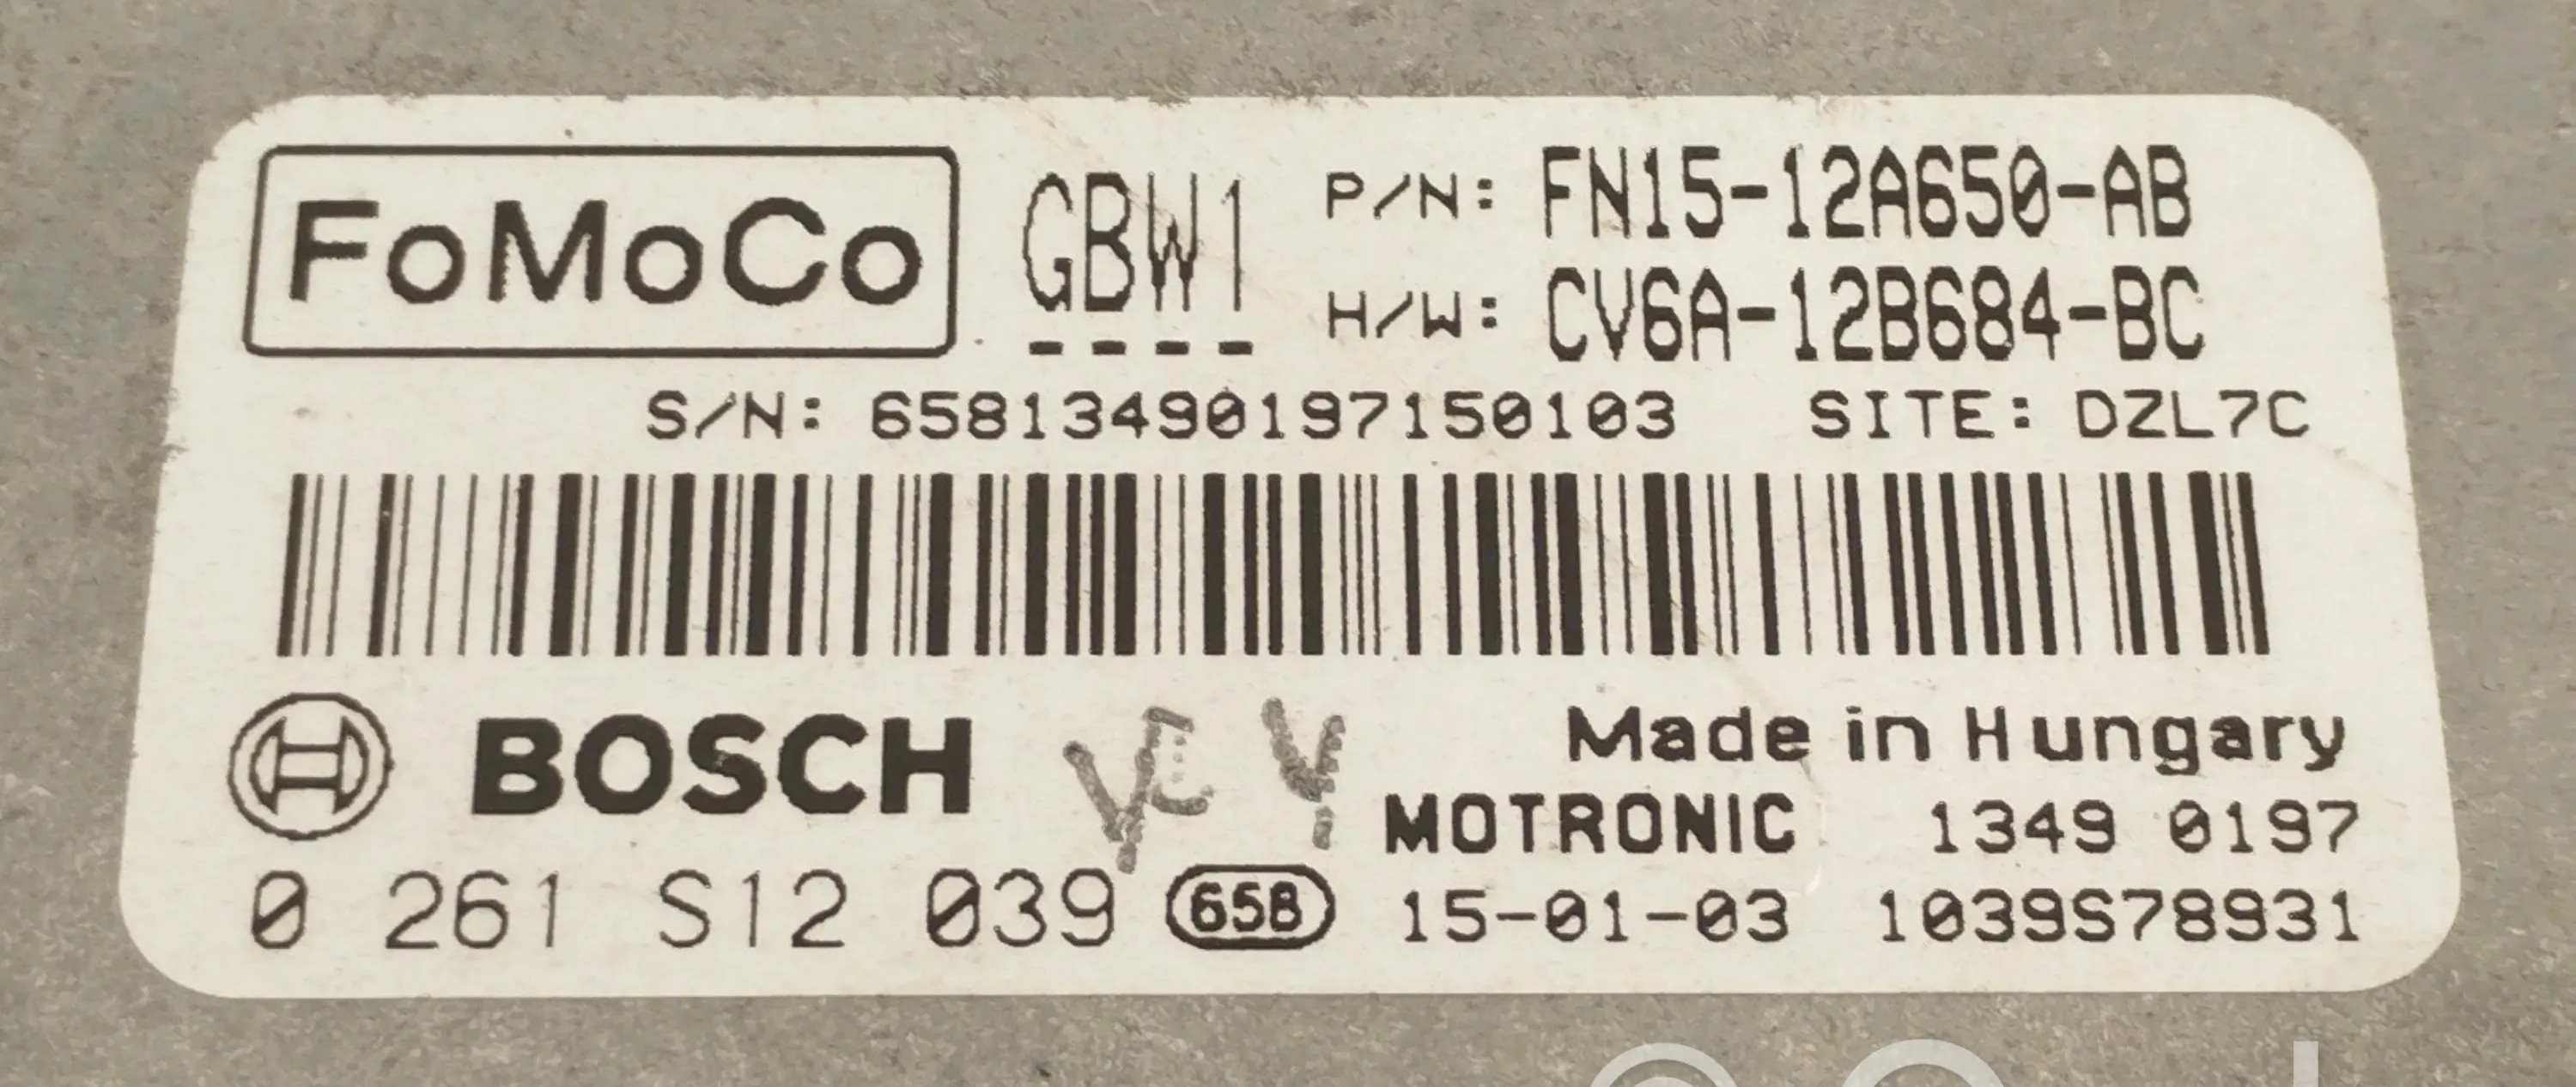 FoMoCo GBW1 P/N: FN15-12A650-AB
H/W: CV6A-12B684-BC
S/N: 65813490197150103 SITE: DZL7C
BOSCH Made in Hungary
MOTRONIC 1349 0197
0 261 S12 039 658 15-01-03 1039S78931